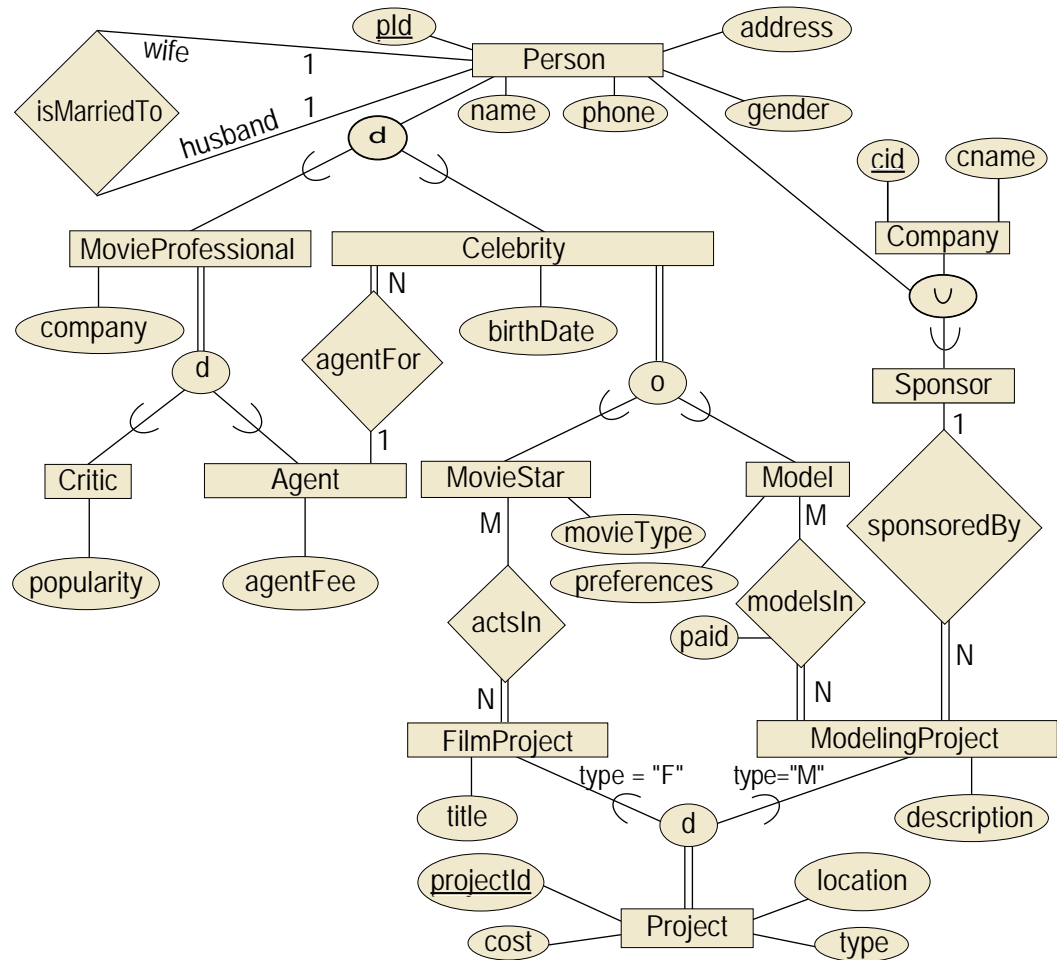 pId
address
wife
1
Person
isMarriedTo
husband
1
name
phone
gender
d
cid
cname
MovieProfessional
Celebrity
Company
company
N
birthDate
∪
agentFor
d
o
Sponsor
1
1
Critic
Agent
MovieStar
Model
M
movieType
M
sponsoredBy
popularity
agentFee
preferences
actsIn
paid
modelsIn
N
N
N
FilmProject
ModelingProject
type = "F"
type="M"
title
d
description
projectId
location
cost
Project
type